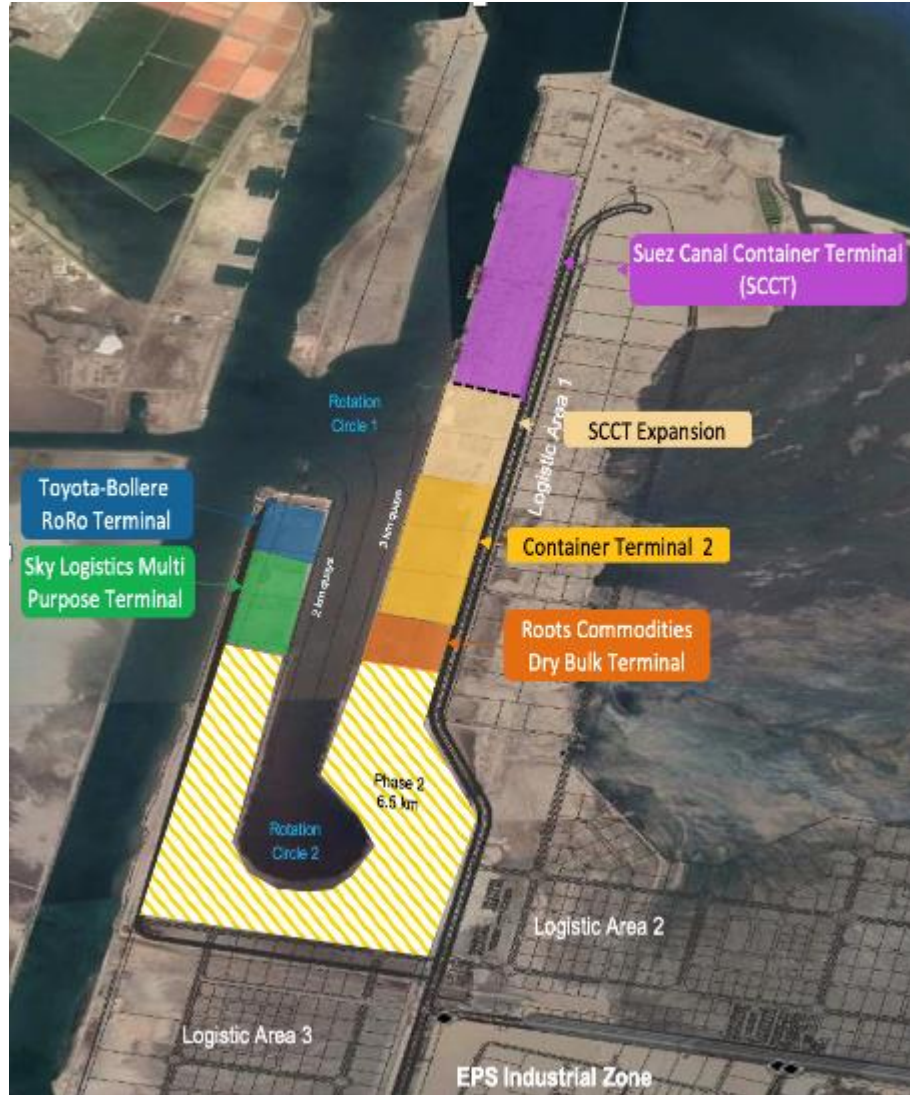 Suez Canal Container Terminal
(SCCT)
Logistic Area 1
Rotation
Circle 1
SCCT Expansion
3 km quays
Toyota-Bollere
RoRo Terminal
Container Terminal 2
Sky Logistics Multi
Purpose Terminal
2 km quays
Roots Commodities
Dry Bulk Terminal
Phase 2
6.5 km
Rotation
Circle 2
Logistic Area 2
Logistic Area 3
EPS Industrial Zone